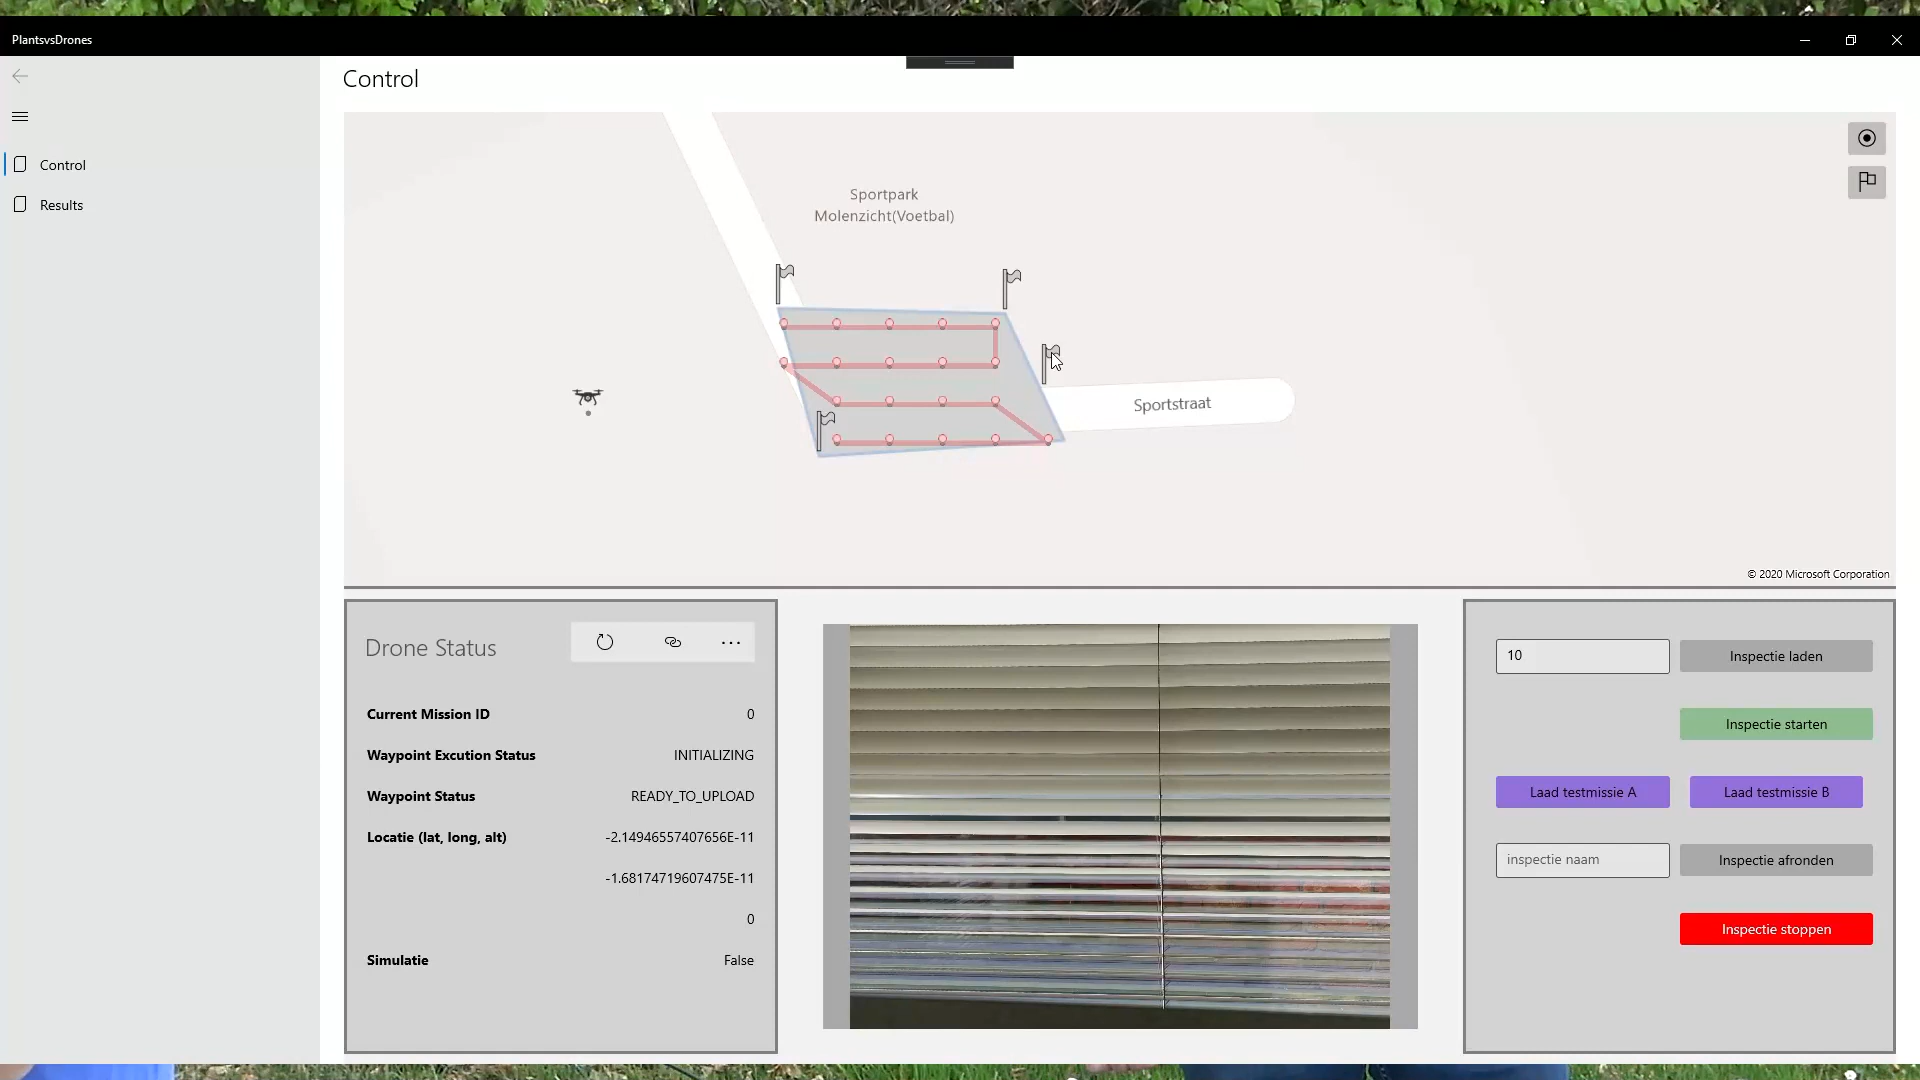 PlantsvsDrones
Control
Control
Results
Sportpark
Molenzicht(Voetbal)
Sportstraat
© 2020 Microsoft Corporation
Drone Status
Current Mission ID 0
Waypoint Excution Status INITIALIZING
Waypoint Status READY_TO_UPLOAD
Locatie (lat, long, alt) -2.14946557407656E-11
-1.68174719607475E-11
0
Simulatie False
10 Inspectie laden
Inspectie starten
Laad testmissie A Laad testmissie B
inspectie naam Inspectie afronden
Inspectie stoppen